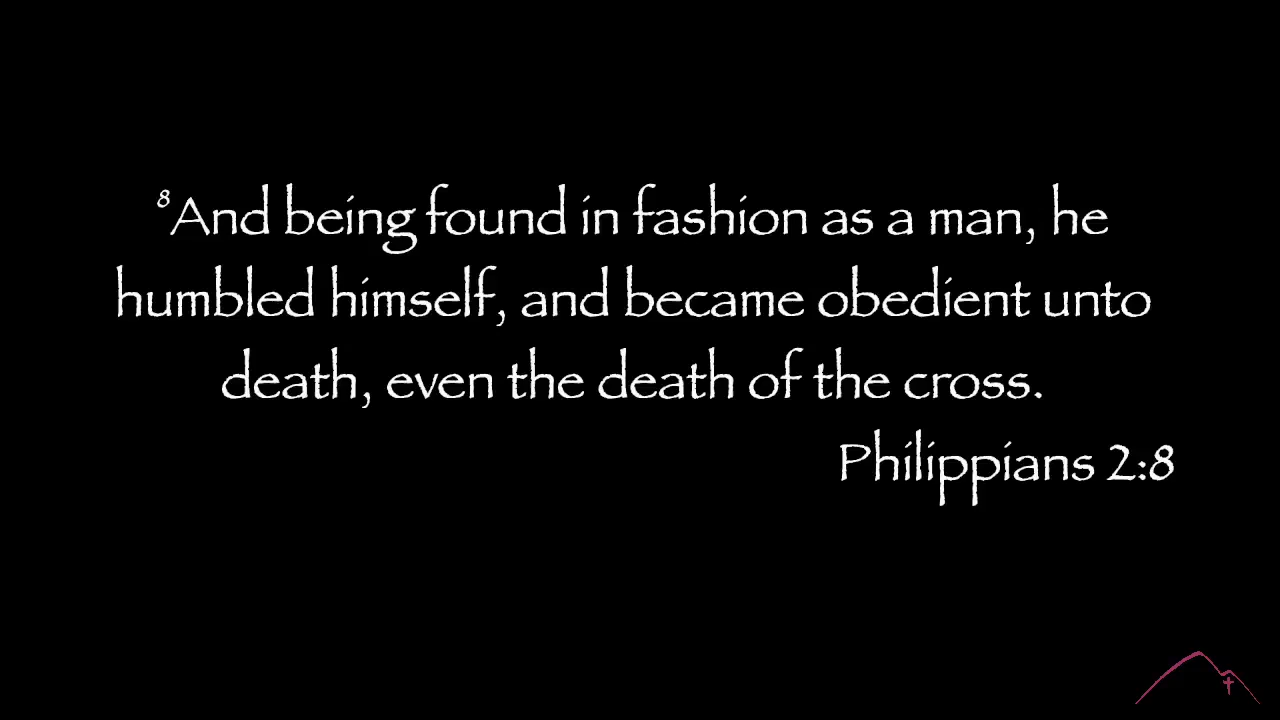 ⁸And being found in fashion as a man, he
humbled himself, and became obedient unto
death, even the death of the cross.
Philippians 2:8